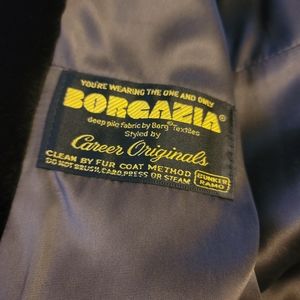 YOU'RE WEARING THE ONE AND ONLY
BORGAZIA®
deep pile fabric by Borg® Textiles
Styled by
Career Originals
CLEAN BY FUR COAT METHOD
DO NOT BRUSH, CARD, PRESS OR STEAM
BUNKER
RAMO